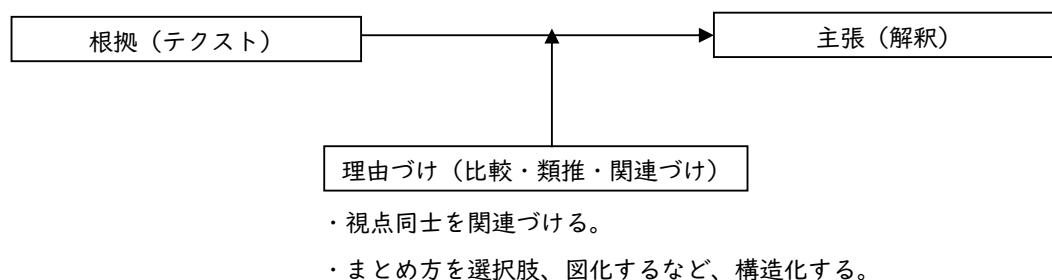 根拠（テクスト）
主張（解釈）
理由づけ（比較・類推・関連づけ）
・視点同士を関連づける。
・まとめ方を選択肢、図化するなど、構造化する。